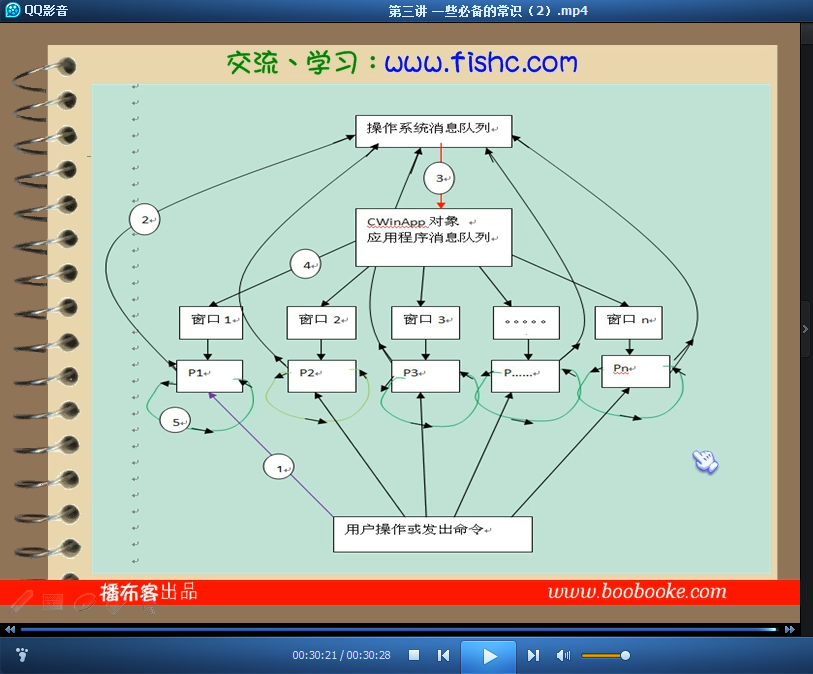 QQ影音
第三讲 一些必备的常识（2）.mp4
交流、学习：www.fishc.com
操作系统消息队列
3
CWinApp 对象
应用程序消息队列
2
4
窗口 1
窗口 2
窗口 3
。。。。。
窗口 n
P1
P2
P3
P……
Pn
5
1
用户操作或发出命令
播布客出品
www.boobooke.com
00:30:21 / 00:30:28